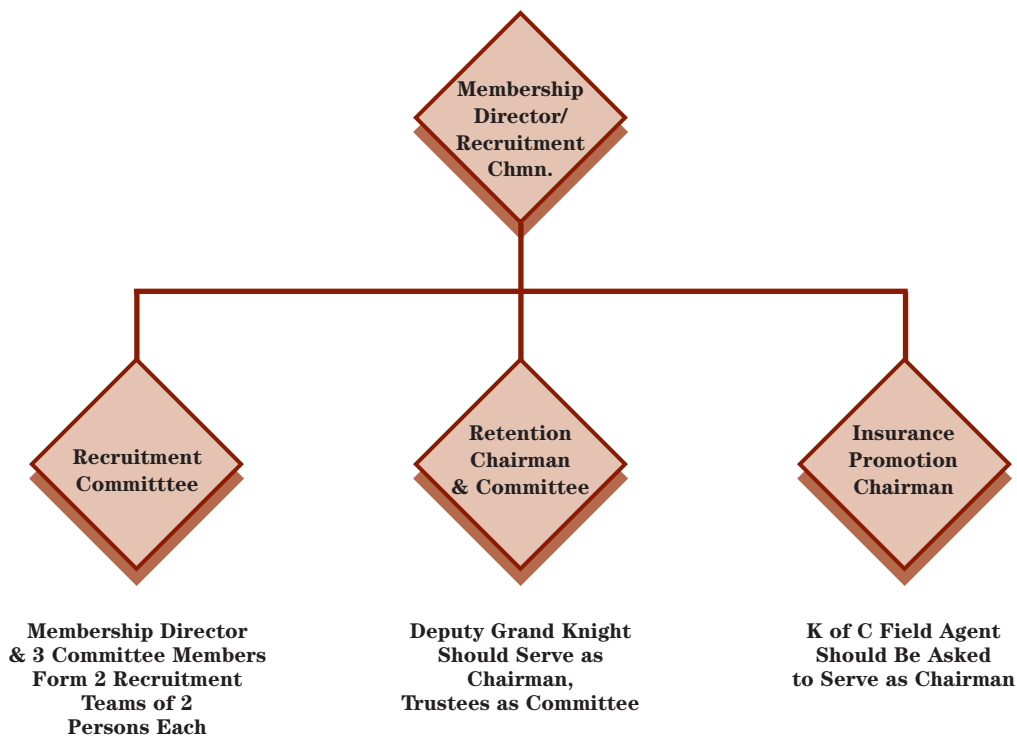 Membership
Director/
Recruitment
Chmn.
Recruitment
Committtee
Retention
Chairman
& Committee
Insurance
Promotion
Chairman
Membership Director
& 3 Committee Members
Form 2 Recruitment
Teams of 2
Persons Each
Deputy Grand Knight
Should Serve as
Chairman,
Trustees as Committee
K of C Field Agent
Should Be Asked
to Serve as Chairman